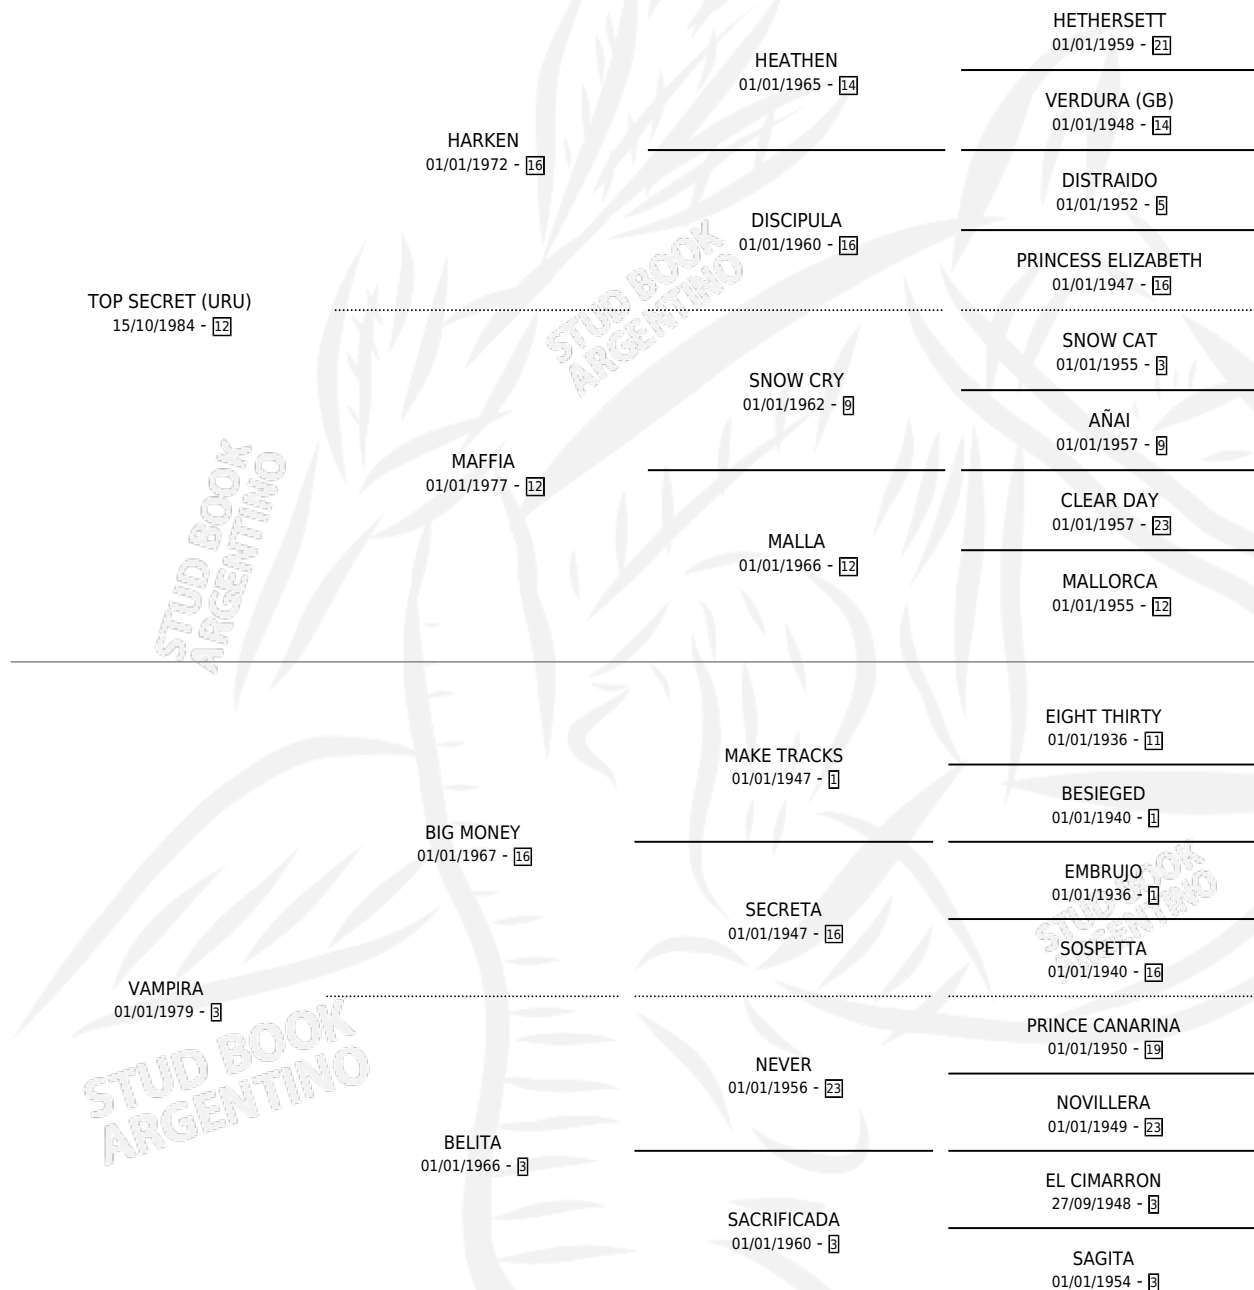 HETHERSETT
01/01/1959 - 21
HEATHEN
01/01/1965 - 14
VERDURA (GB)
01/01/1948 - 14
HARKEN
01/01/1972 - 16
DISTRAIDO
01/01/1952 - 5
DISCIPULA
01/01/1960 - 16
PRINCESS ELIZABETH
01/01/1947 - 16
TOP SECRET (URU)
15/10/1984 - 12
STUD BOOK
ARGENTINO
SNOW CAT
01/01/1955 - 3
SNOW CRY
01/01/1962 - 9
AÑAI
01/01/1957 - 9
MAFFIA
01/01/1977 - 12
CLEAR DAY
01/01/1957 - 23
MALLA
01/01/1966 - 12
MALLORCA
01/01/1955 - 12
STUD BOOK
ARGENTINO
EIGHT THIRTY
01/01/1936 - 11
MAKE TRACKS
01/01/1947 - 1
BESIEGED
01/01/1940 - 1
BIG MONEY
01/01/1967 - 16
EMBRUJO
01/01/1936 - 1
SECRETA
01/01/1947 - 16
STUD BOOK
ARGENTINO
SOSPETTA
01/01/1940 - 16
VAMPIRA
01/01/1979 - 3
PRINCE CANARINA
01/01/1950 - 19
NEVER
01/01/1956 - 23
NOVILLERA
01/01/1949 - 23
STUD BOOK
ARGENTINO
BELITA
01/01/1966 - 3
EL CIMARRON
27/09/1948 - 3
SACRIFICADA
01/01/1960 - 3
SAGITA
01/01/1954 - 3